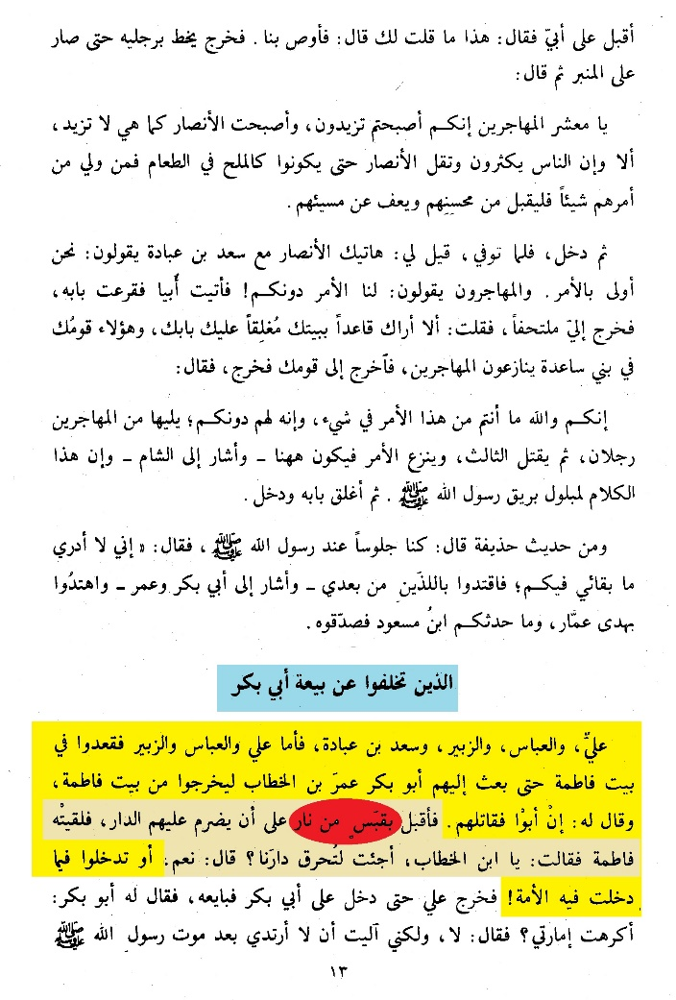 أقبل على أبيّ فقال: هذا ما قلت لك قال: فأوص بنا. فخرج يخط برجليه حتى صار
على المنبر ثم قال:
يا معشر المهاجرين إنكم أصبحتم تزيدون، وأصبحت الأنصار كما هي لا تزيد،
ألا وإن الناس يكثرون وتقل الأنصار حتى يكونوا كالملح في الطعام فمن ولي من
أمرهم شيئاً فليقبل من محسنهم ويعف عن مسيئهم.
ثم دخل، فلما توفي، قيل لي: هاتيك الأنصار مع سعد بن عبادة يقولون: نحن
أولى بالأمر. والمهاجرون يقولون: لنا الأمر دونكم! فأتيت أُبيا فقرعت بابه،
فخرج إليّ ملتحفاً، فقلت: ألا أراك قاعداً ببيتك مُغلِقاً عليك بابك، وهؤلاء قومُك
في بني ساعدة ينازعون المهاجرين، فآخرج إلى قومك فخرج، فقال:
إنكم والله ما أنتم من هذا الأمر في شيء، وإنه لهم دونكم؛ يليها من المهاجرين
رجلان، ثم يقتل الثالث، وينزع الأمر فيكون ههنا ــ وأشار إلى الشام ــ وإن هذا
الكلام لمبلول بريق رسول الله ﷺ. ثم أغلق بابه ودخل.
ومن حديث حذيفة قال: كنا جلوساً عند رسول الله ﷺ، فقال: «إني لا أدري
ما بقائي فيكم؛ فاقتدوا باللذَين من بعدي ــ وأشار إلى أبي بكر وعمر ــ واهتدُوا
بهدى عمَّار، وما حدثكم ابنُ مسعود فصدّقوه.
الذين تخلفوا عن بيعة أبي بكر
عليّ، والعباس، والزبير، وسعد بن عبادة، فأما علي والعباس والزبير فقعدوا في
بيت فاطمة حتى بعث إليهم أبو بكر عمرَ بن الخطاب ليخرجوا من بيت فاطمة،
وقال له: إنْ أبوْا فقاتلهم. فأقبل بقبَسٍ من نار على أن يضرم عليهم الدار، فلقيتْه
فاطمة فقالت: يا ابن الخطاب، أجئت لتُحرق دارَنا؟ قال: نعم، أو تدخلوا فيما
دخلت فيه الأمة! فخرج علي حتى دخل على أبي بكر فبايعه، فقال له أبو بكر:
أكرهت إمارتي؟ فقال: لا، ولكني آليت أن لا أرتدي بعد موت رسول الله ﷺ
١٣